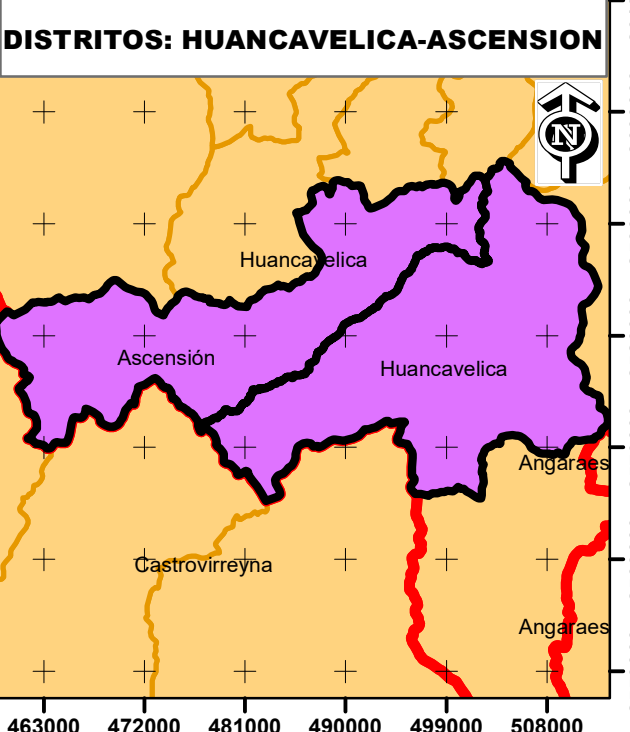 DISTRITOS: HUANCAVELICA-ASCENSION
N
Huancavelica
Ascensión
Huancavelica
Angaraes
Castrovirreyna
Angaraes
463000 472000 481000 490000 499000 508000